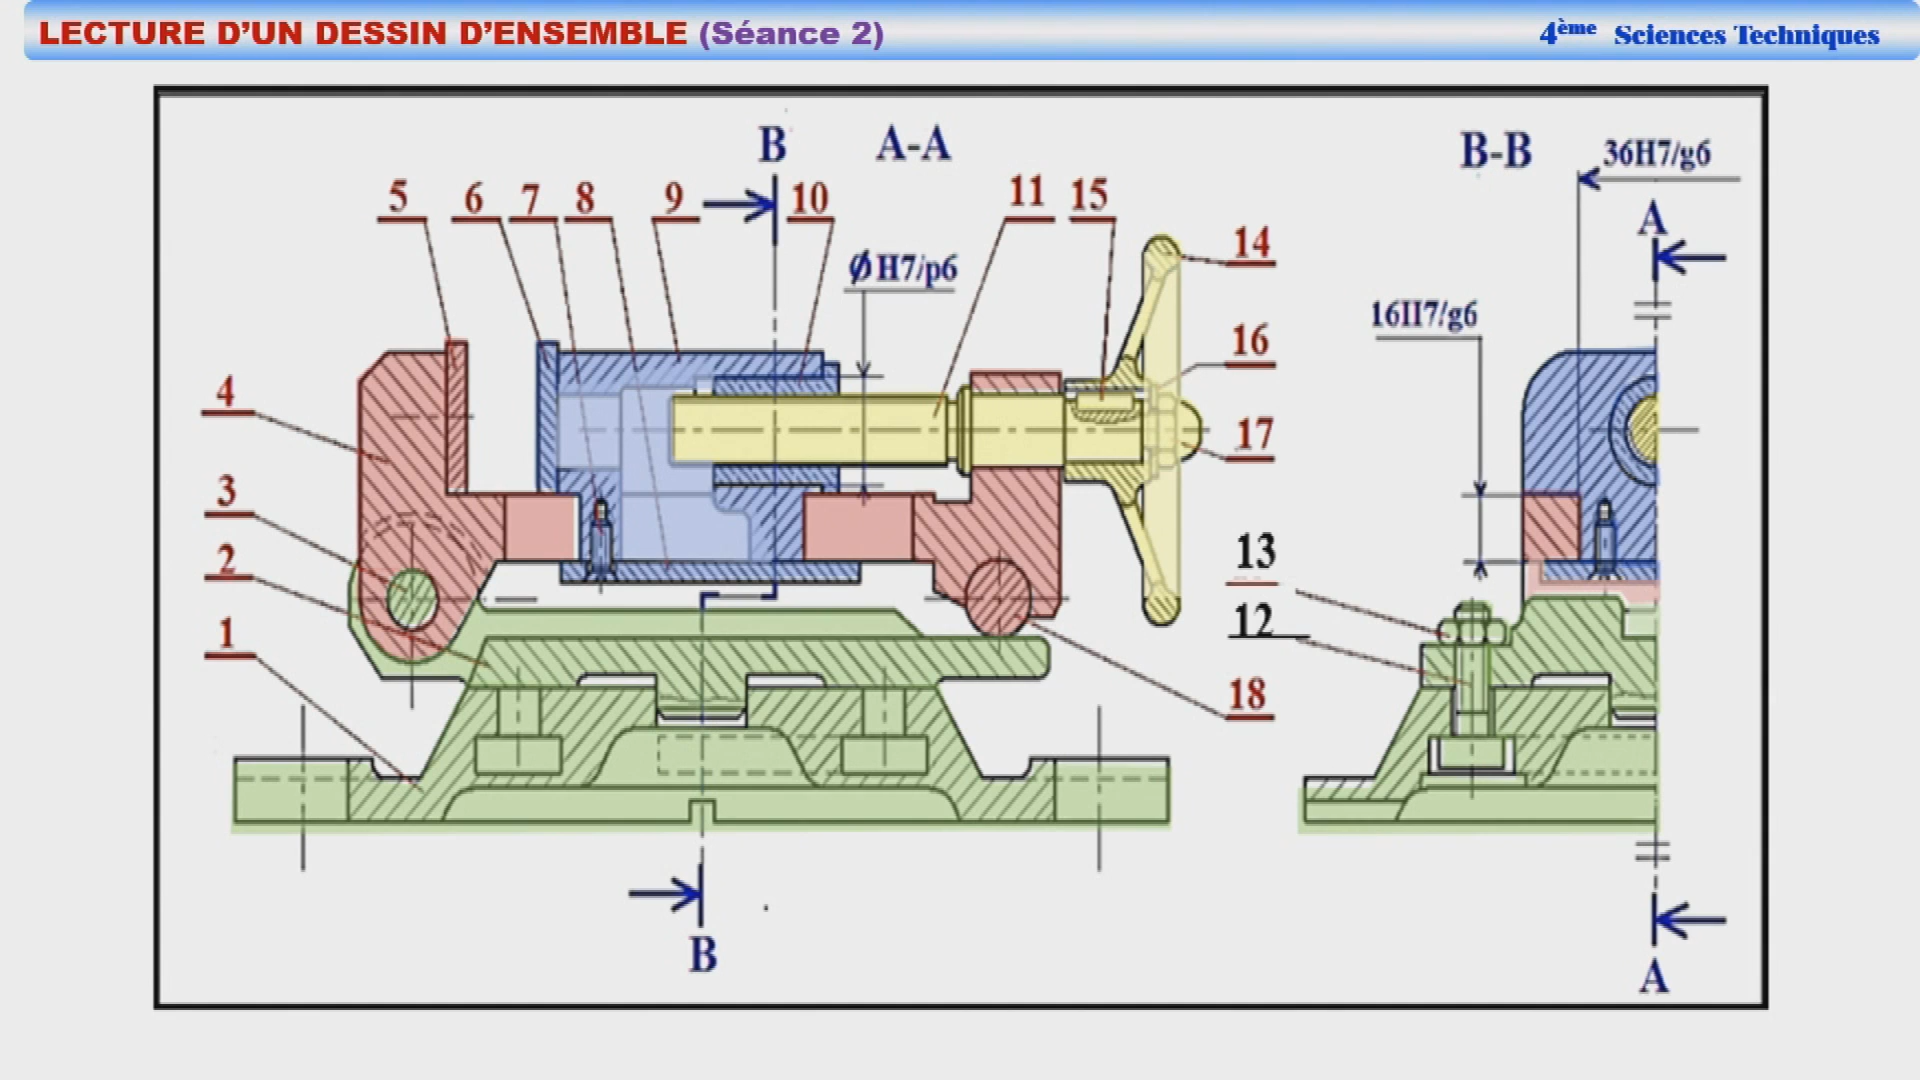 LECTURE D'UN DESSIN D'ENSEMBLE (Séance 2)
4ème Sciences Techniques
B A-A
B-B 36H7/g6
5 6 7 8 9 10 11 15
A
14
Ø H7/p6
16H7/g6
16
4
17
3
13
2
12
1
18
B
A